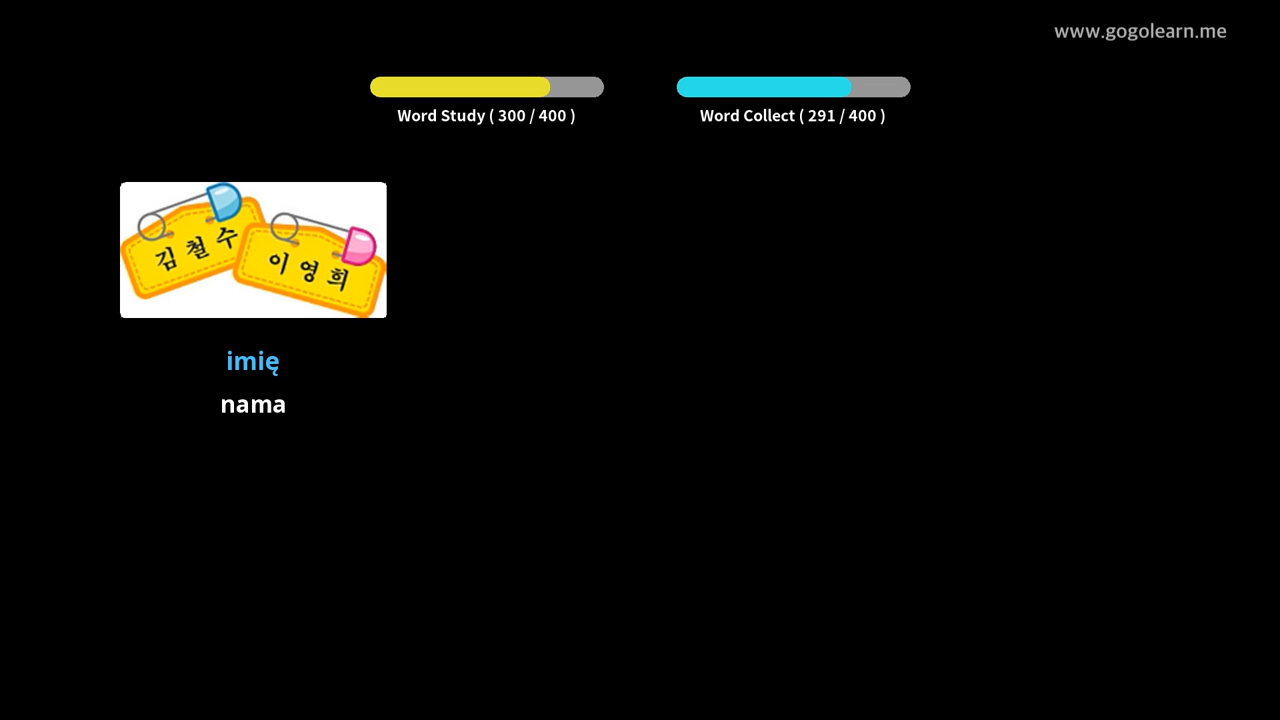 www.gogolearn.me
Word Study ( 300 / 400 )
Word Collect ( 291 / 400 )
김철수
이영희
imię
nama